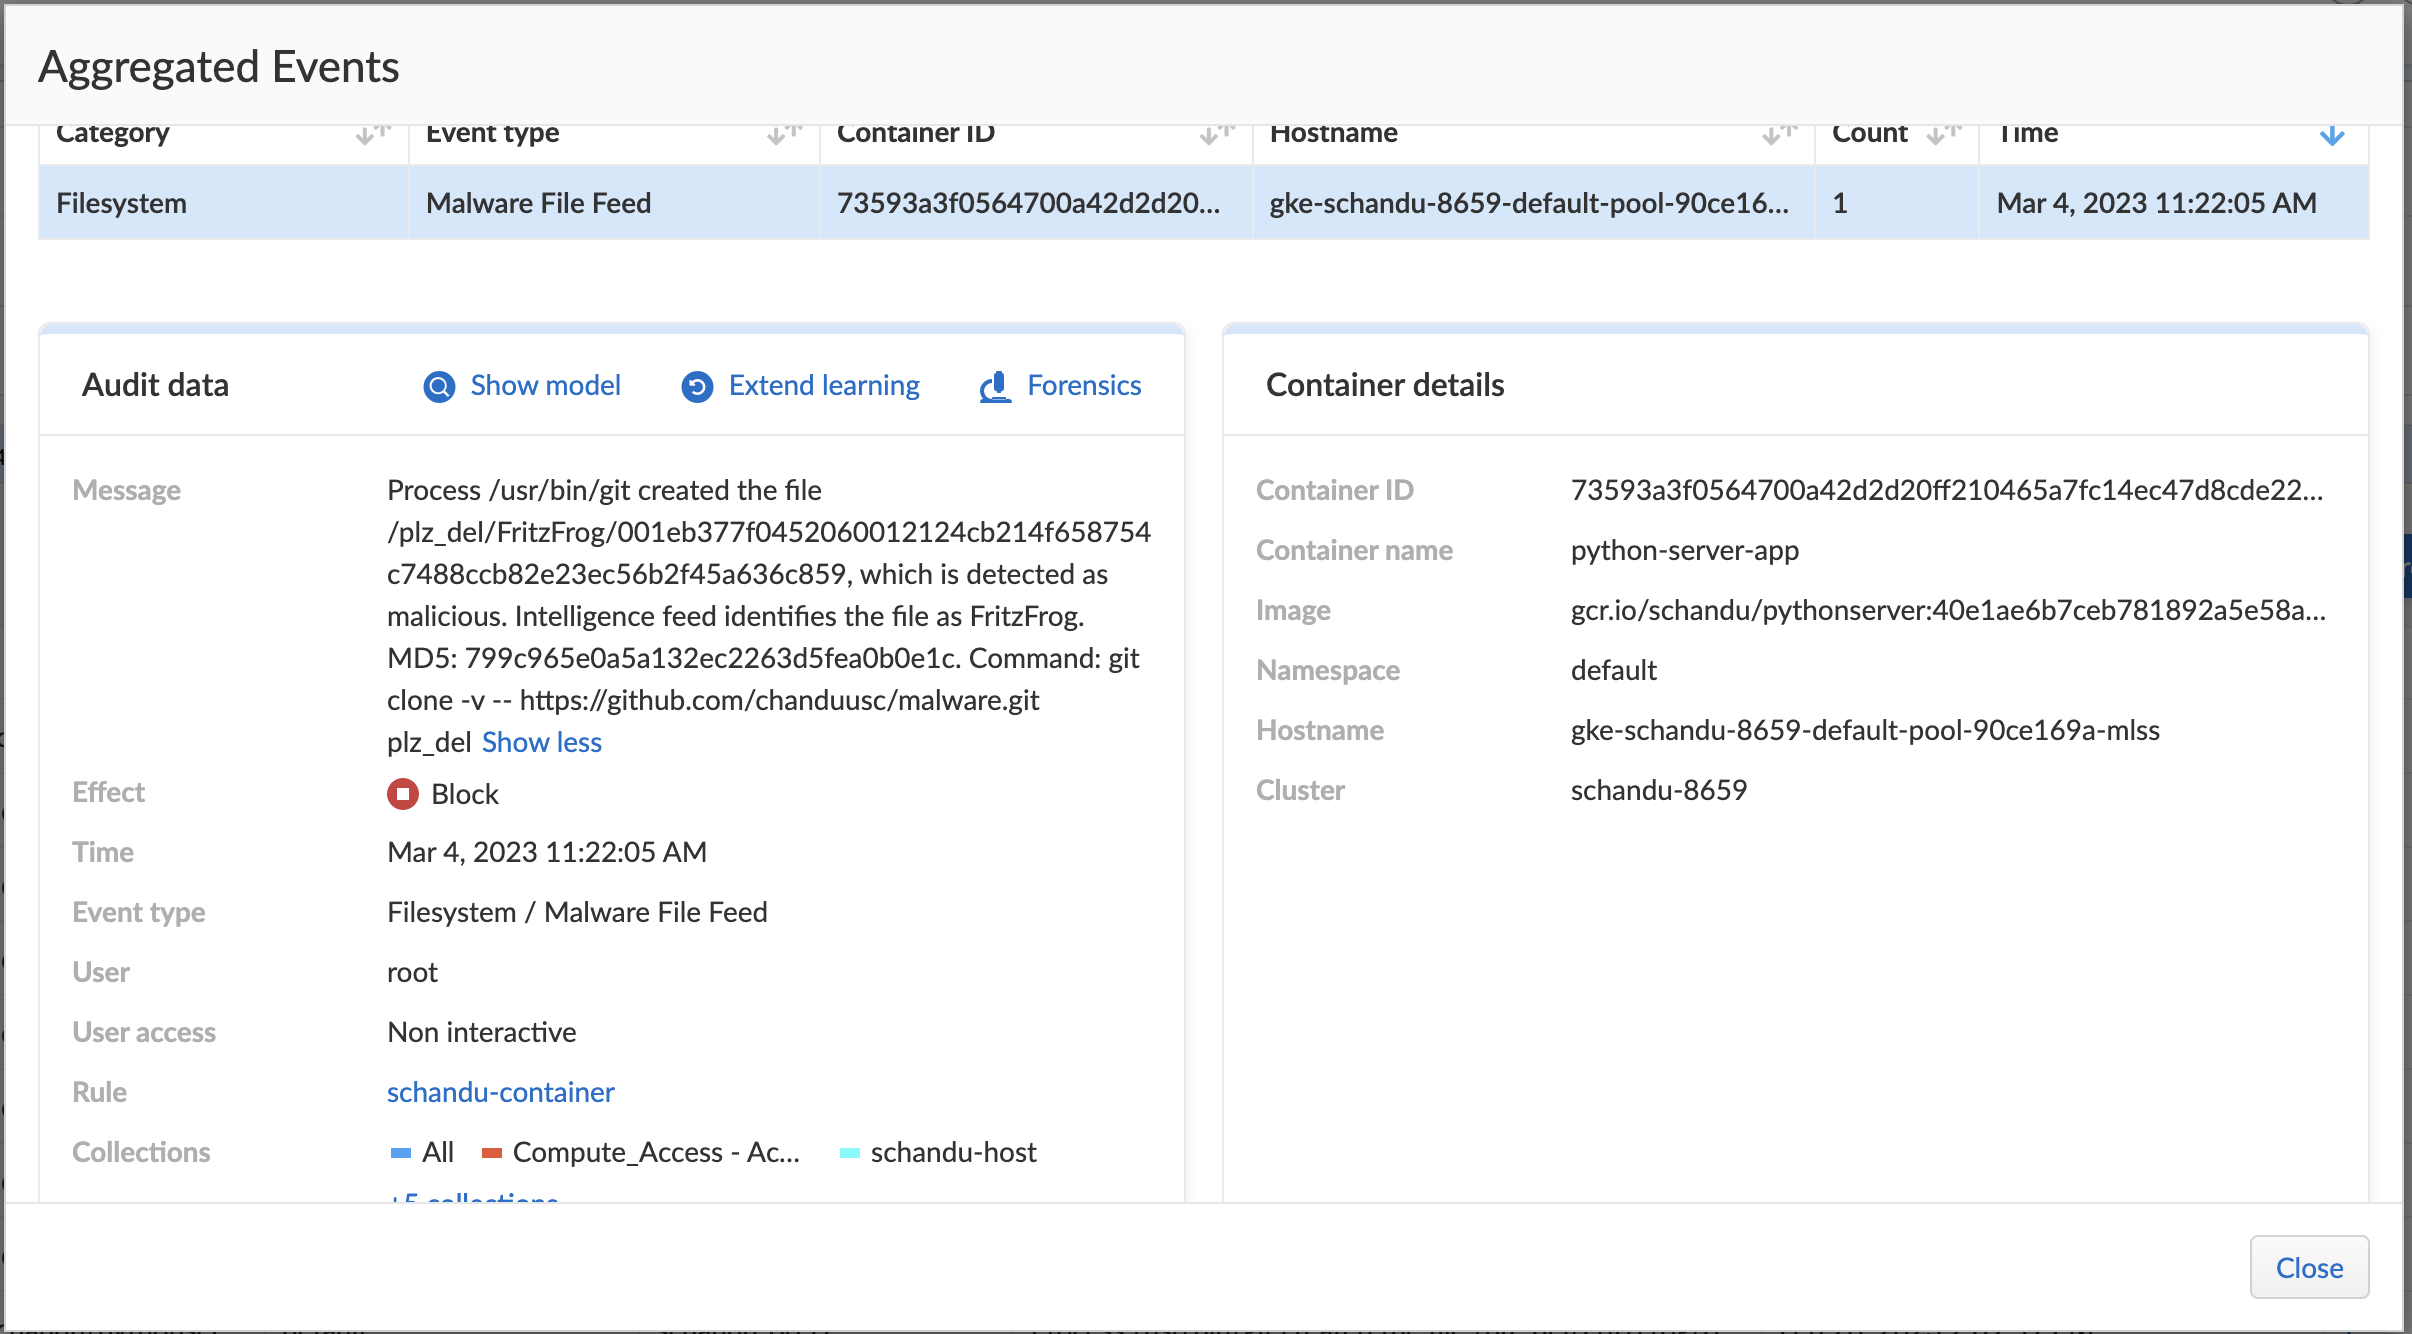 Aggregated Events
Category Event type Container ID Hostname Count Time
Filesystem Malware File Feed 73593a3f0564700a42d2d20... gke-schandu-8659-default-pool-90ce16... 1 Mar 4, 2023 11:22:05 AM
Audit data Show model Extend learning Forensics
Message Process /usr/bin/git created the file
/plz_del/FritzFrog/001eb377f0452060012124cb214f658754
c7488ccb82e23ec56b2f45a636c859, which is detected as
malicious. Intelligence feed identifies the file as FritzFrog.
MD5: 799c965e0a5a132ec2263d5fea0b0e1c. Command: git
clone -v -- https://github.com/chanduusc/malware.git
plz_del Show less
Effect Block
Time Mar 4, 2023 11:22:05 AM
Event type Filesystem / Malware File Feed
User root
User access Non interactive
Rule schandu-container
Collections All Compute_Access - Ac... schandu-host
+5 collections
Container details
Container ID 73593a3f0564700a42d2d20ff210465a7fc14ec47d8cde22...
Container name python-server-app
Image gcr.io/schandu/pythonserver:40e1ae6b7ceb781892a5e58a...
Namespace default
Hostname gke-schandu-8659-default-pool-90ce169a-mlss
Cluster schandu-8659
Close